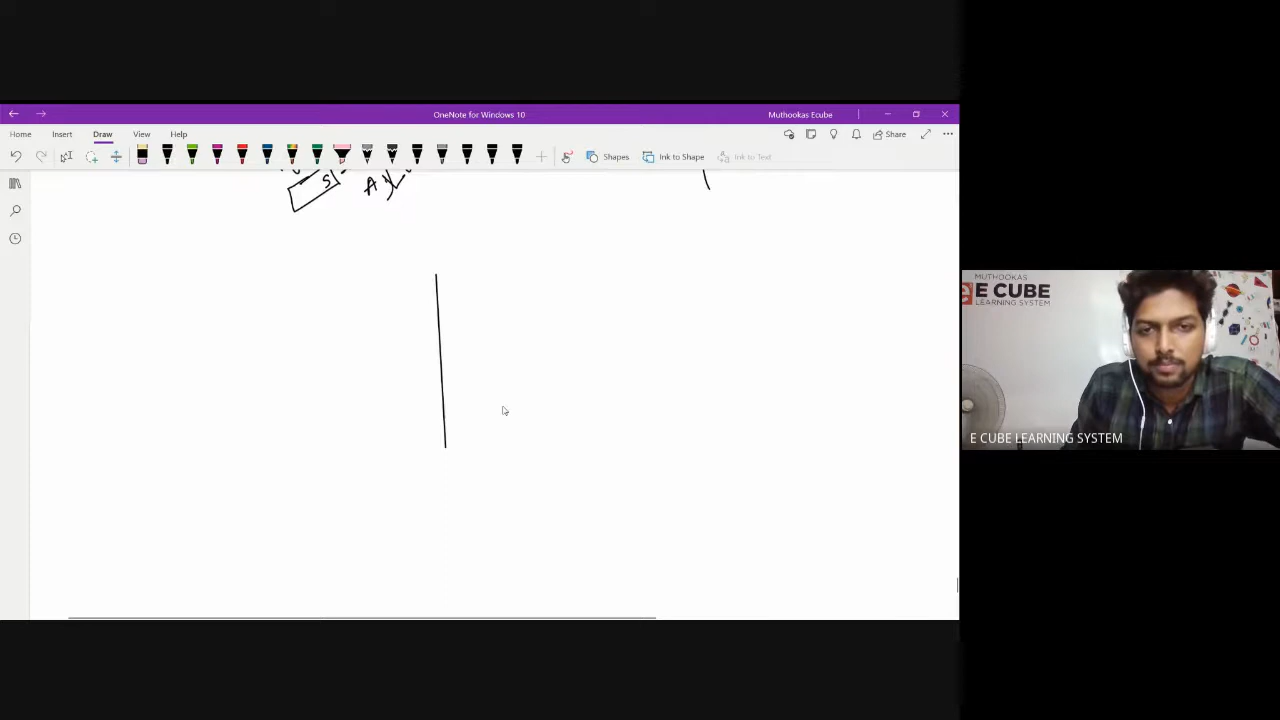 OneNote for Windows 10
Muthookas Ecube
Home Insert Draw View Help
Share
Shapes
Ink to Shape
Ink to Text
S
A
MUTHOOKAS
e E CUBE
LEARNING SYSTEM
E CUBE LEARNING SYSTEM